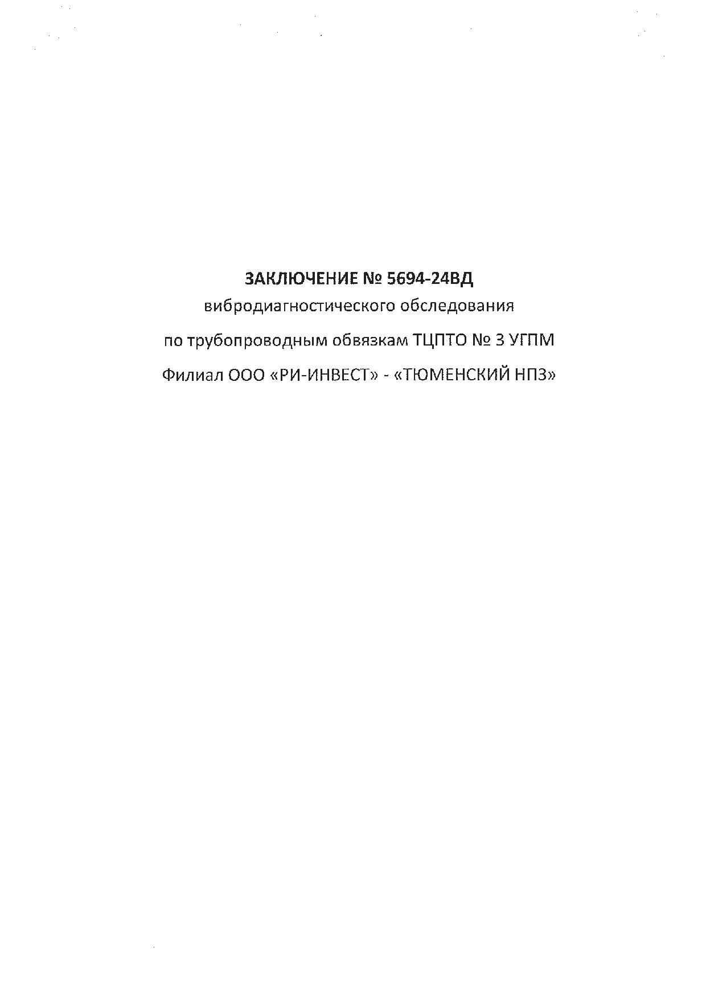 ЗАКЛЮЧЕНИЕ № 5694-24ВД
вибродиагностического обследования
по трубопроводным обвязкам ТЦПТО № 3 УГПМ
Филиал ООО «РИ-ИНВЕСТ» - «ТЮМЕНСКИЙ НПЗ»